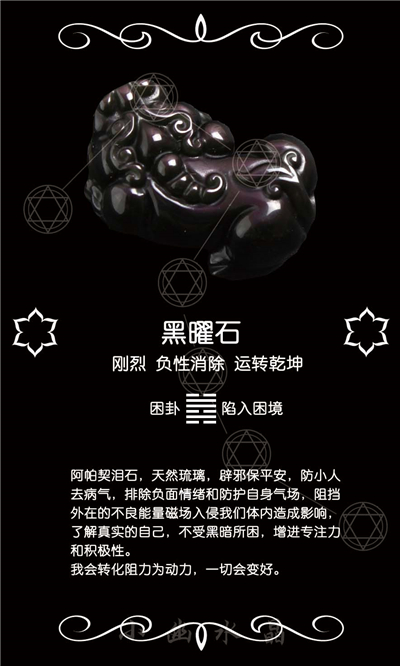 黑曜石
刚烈 负性消除 运转乾坤
困卦 陷入困境
阿帕契泪石，天然琉璃，辟邪保平安，防小人
去病气，排除负面情绪和防护自身气场，阻挡
外在的不良能量磁场入侵我们体内造成影响，
了解真实的自己，不受黑暗所困，增进专注力
和积极性。
我会转化阻力为动力，一切会变好。
小幽水晶